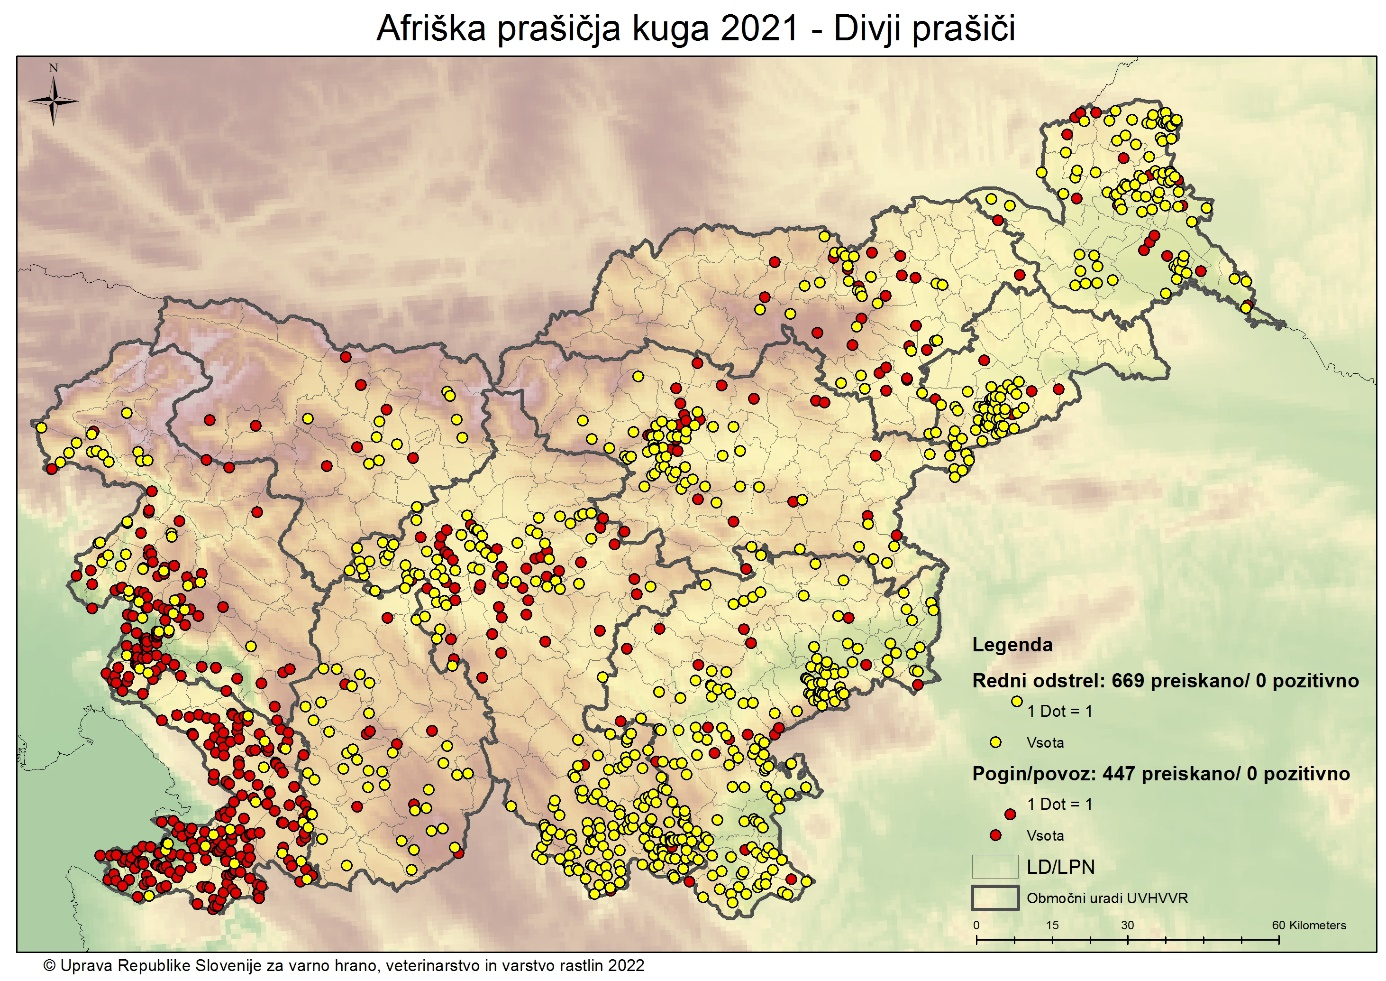 Afriška prašičja kuga 2021 - Divji prašiči
N
Legenda
Redni odstrel: 669 preiskano/ 0 pozitivno
1 Dot = 1
Vsota
Pogin/povoz: 447 preiskano/ 0 pozitivno
1 Dot = 1
Vsota
LD/LPN
Območni uradi UVHVVR
0 15 30 60 Kilometers
© Uprava Republike Slovenije za varno hrano, veterinarstvo in varstvo rastlin 2022